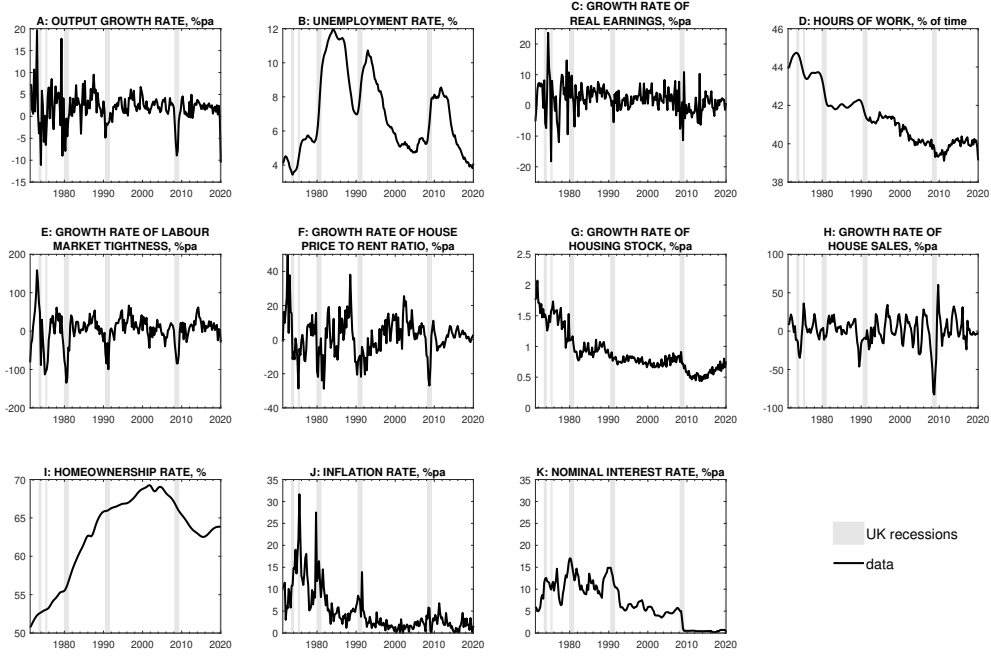 A: OUTPUT GROWTH RATE, %pa
20
15
10
5
0
-5
-10
-15
1980 1990 2000 2010 2020
B: UNEMPLOYMENT RATE, %
12
10
8
6
4
1980 1990 2000 2010 2020
C: GROWTH RATE OF
REAL EARNINGS, %pa
20
10
0
-10
-20
1980 1990 2000 2010 2020
D: HOURS OF WORK, % of time
46
44
42
40
38
1980 1990 2000 2010 2020
E: GROWTH RATE OF LABOUR
MARKET TIGHTNESS, %pa
200
100
0
-100
-200
1980 1990 2000 2010 2020
F: GROWTH RATE OF HOUSE
PRICE TO RENT RATIO, %pa
40
20
0
-20
-40
1980 1990 2000 2010 2020
G: GROWTH RATE OF
HOUSING STOCK, %pa
2.5
2
1.5
1
0.5
0
1980 1990 2000 2010 2020
H: GROWTH RATE OF
HOUSE SALES, %pa
100
50
0
-50
-100
1980 1990 2000 2010 2020
I: HOMEOWNERSHIP RATE, %
70
65
60
55
50
1980 1990 2000 2010 2020
J: INFLATION RATE, %pa
35
30
25
20
15
10
5
0
1980 1990 2000 2010 2020
K: NOMINAL INTEREST RATE, %pa
35
30
25
20
15
10
5
0
1980 1990 2000 2010 2020
UK recessions
data